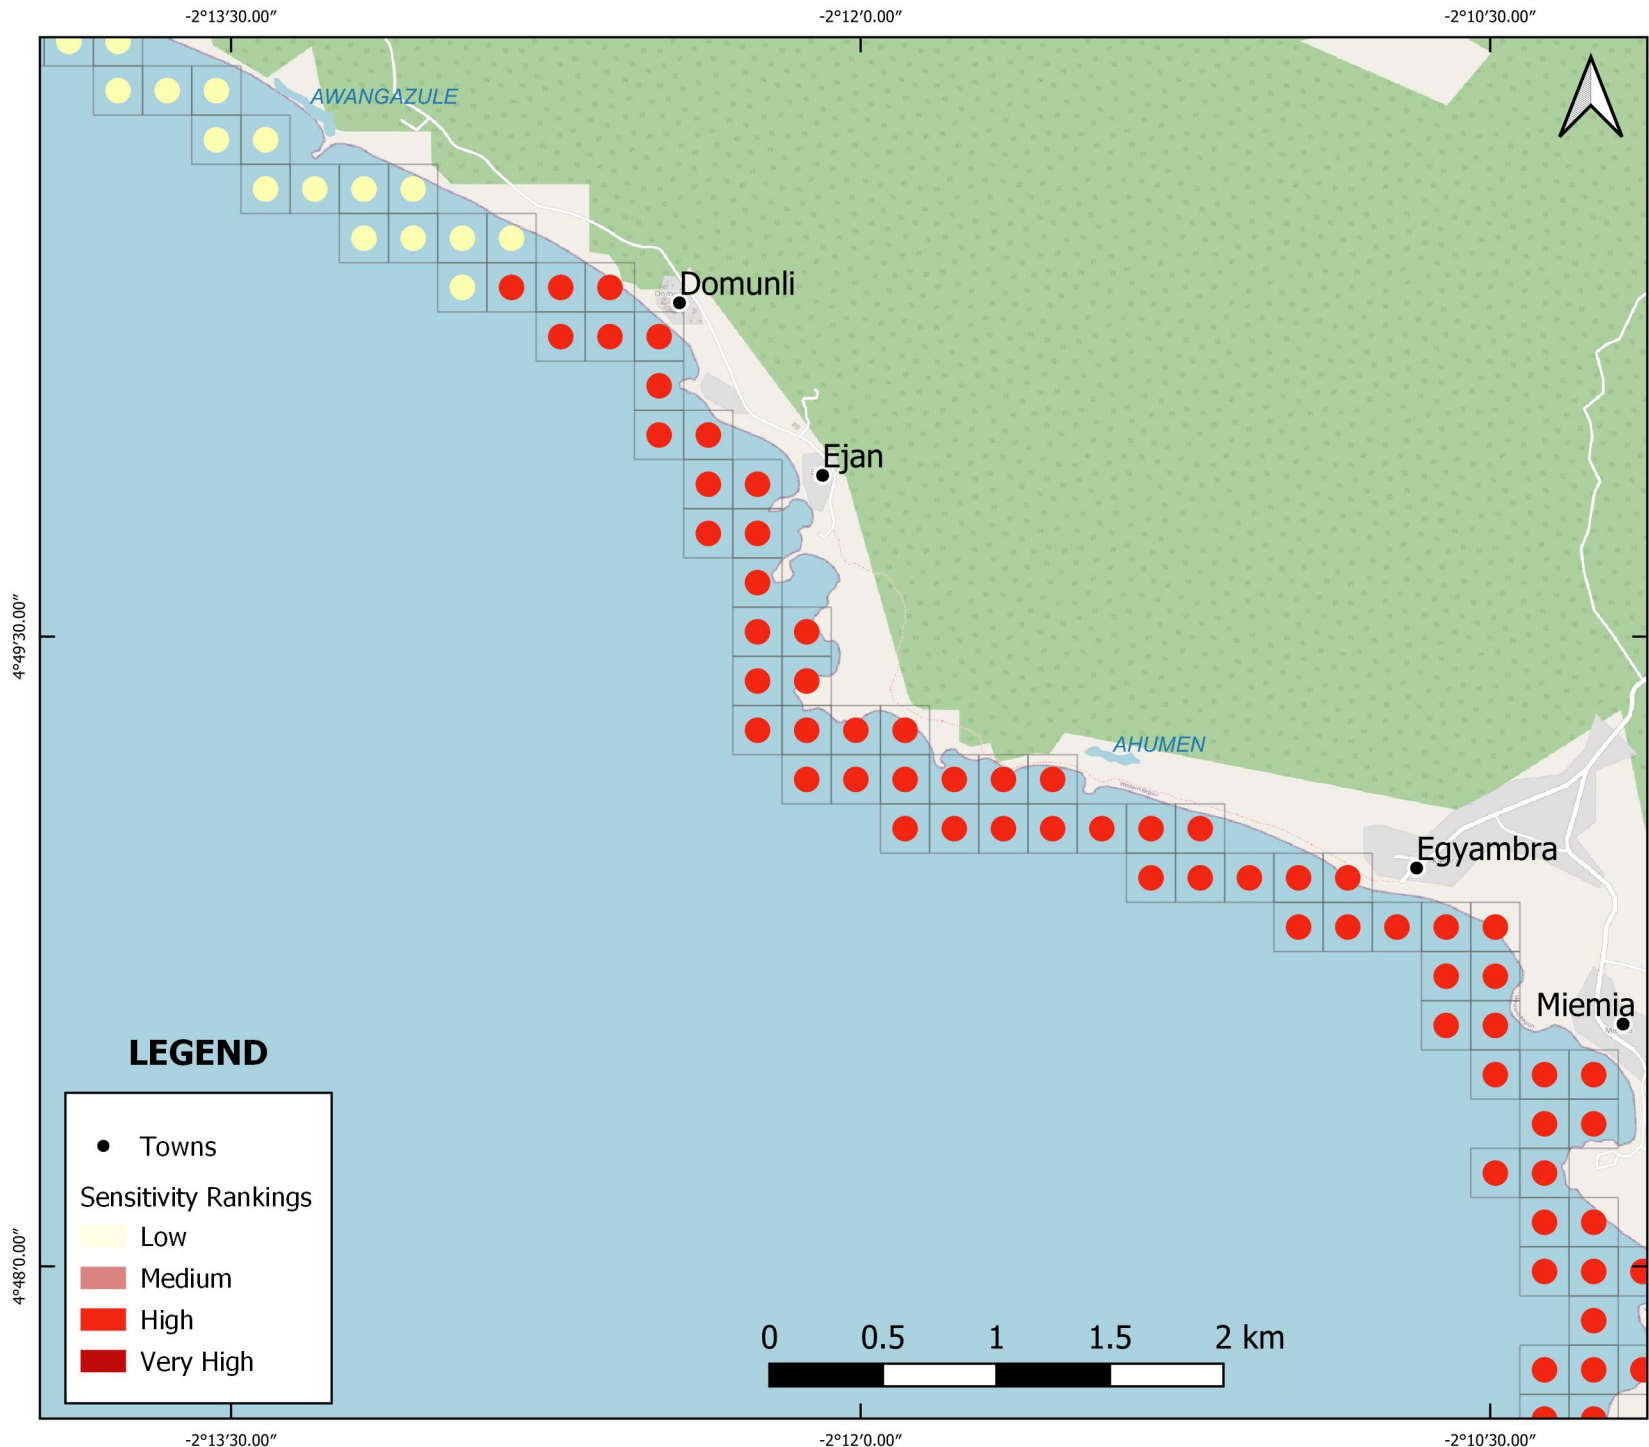 -2°13'30.00"
-2°12'0.00"
-2°10'30.00"
AWANGAZULE
Domunli
Ejan
4°49'30.00"
AHUMEN
Egyambra
Miemia
LEGEND
Towns
Sensitivity Rankings
Low
Medium
High
Very High
4°48'0.00"
0 0.5 1 1.5 2 km
-2°13'30.00"
-2°12'0.00"
-2°10'30.00"